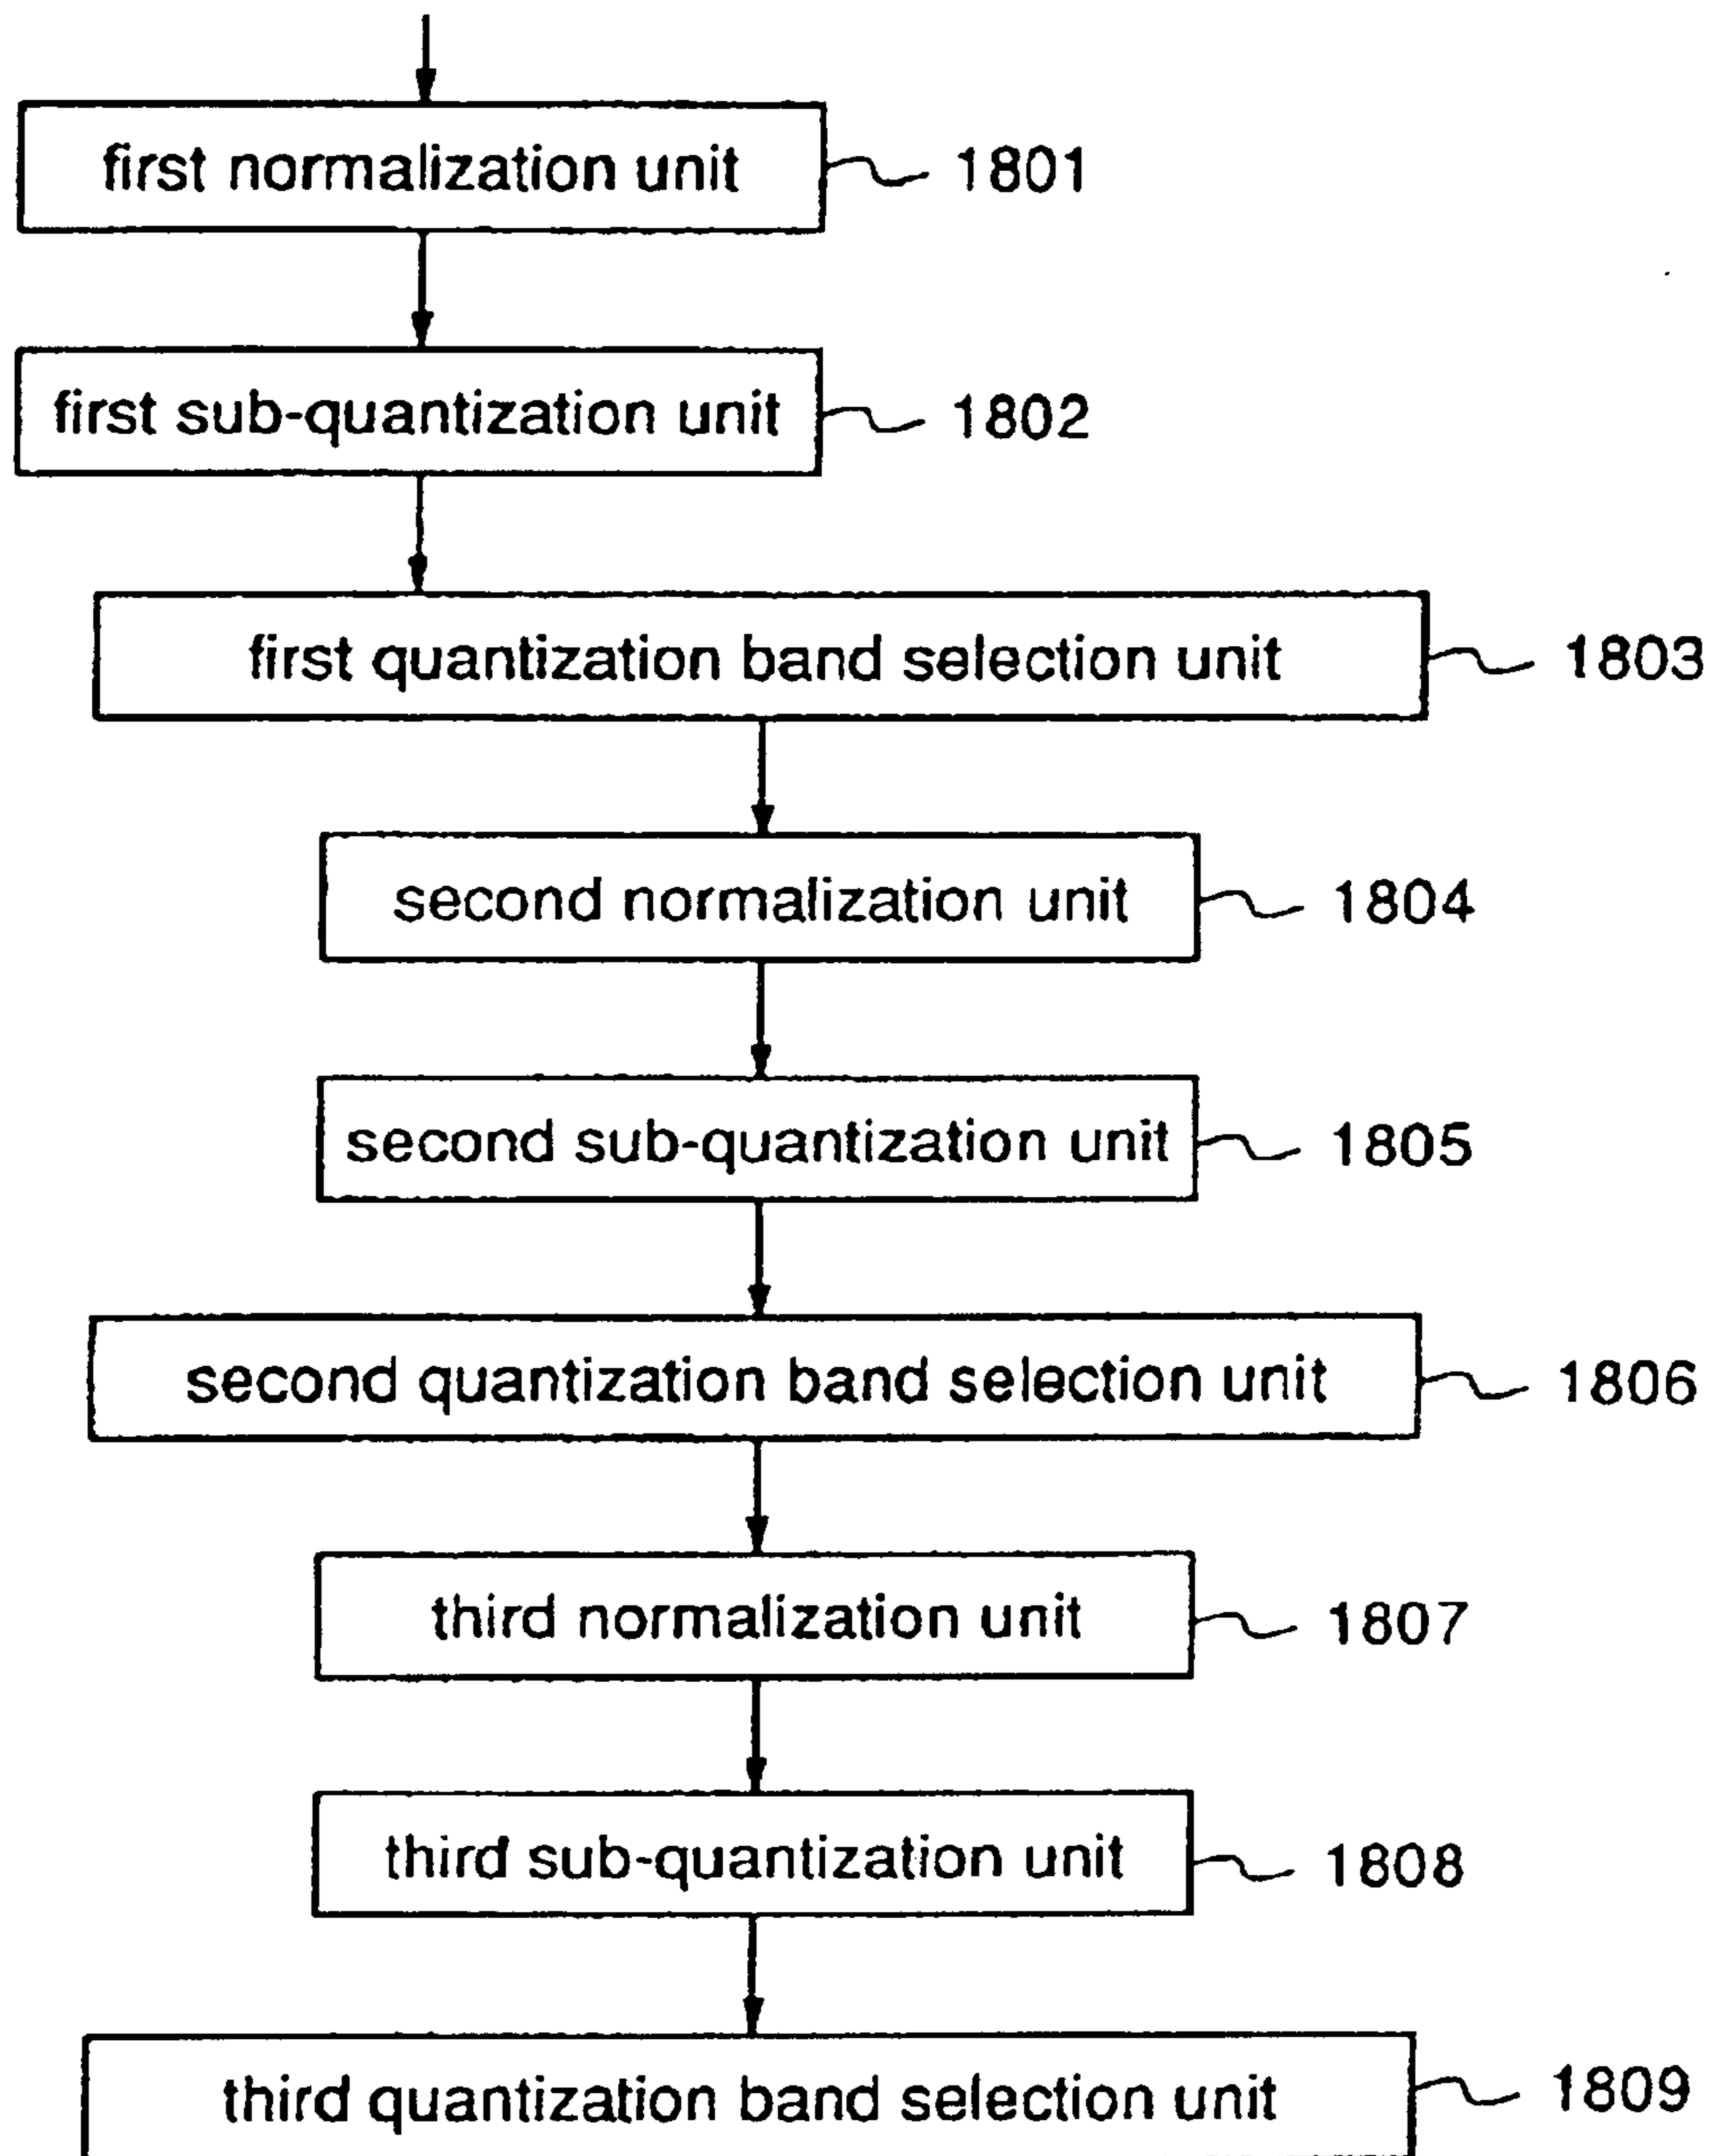 first normalization unit 1801
first sub-quantization unit 1802
first quantization band selection unit 1803
second normalization unit 1804
second sub-quantization unit 1805
second quantization band selection unit 1806
third normalization unit 1807
third sub-quantization unit 1808
third quantization band selection unit 1809